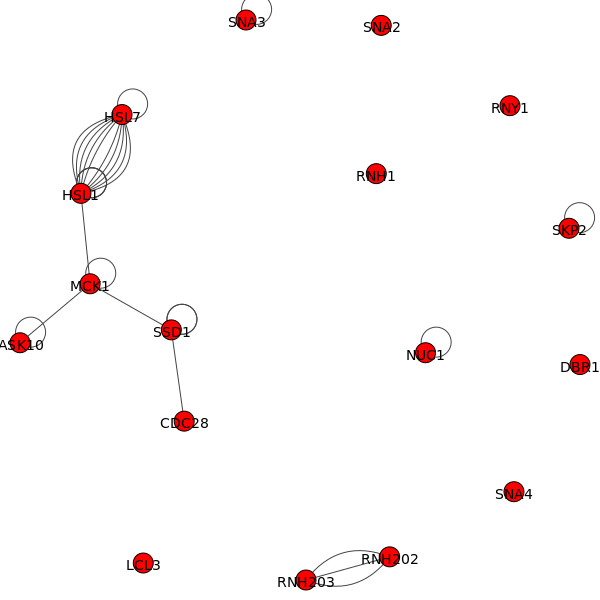 SNA3
SNA2
RNY1
HSL7
RNH1
HSL1
SKP2
MCK1
SSD1
ASK10
NUC1
DBR1
CDC28
SNA4
LCL3
RNH202
RNH203